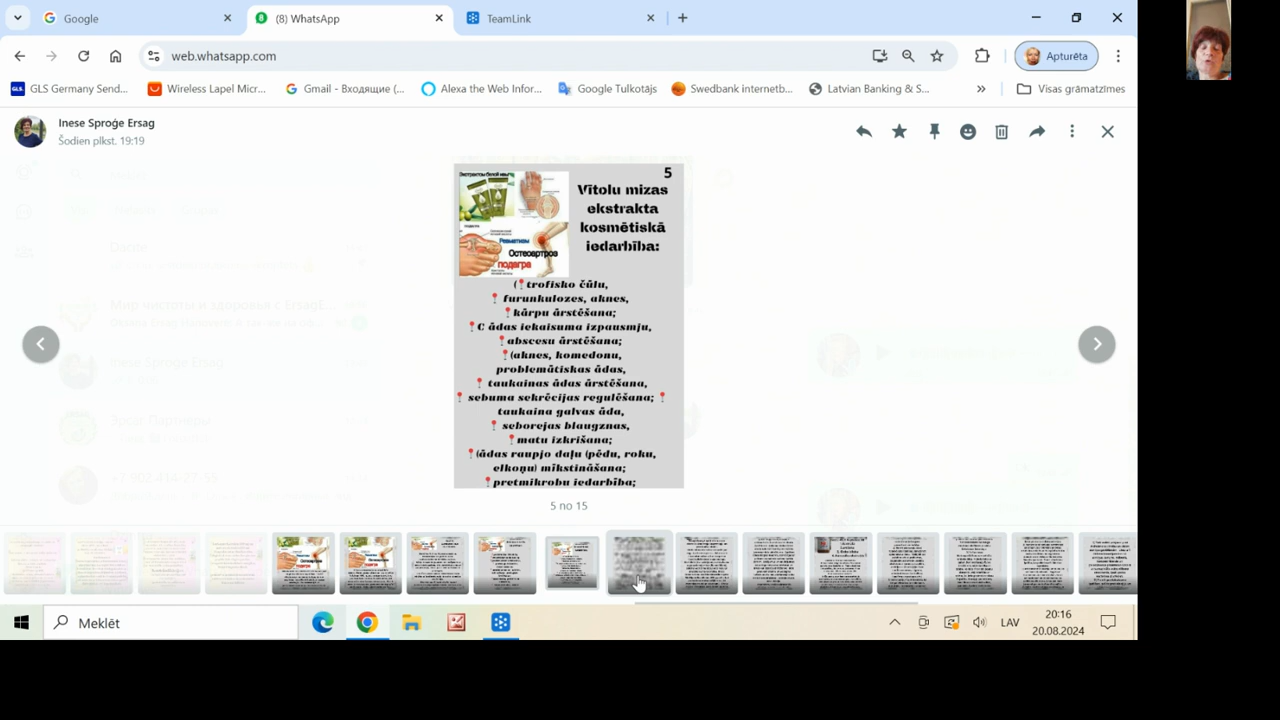 Google
(8) WhatsApp
TeamLink
web.whatsapp.com
Apturēta
GLS Germany Send...
Wireless Lapel Micr...
Gmail - Входящие (...
Alexa the Web Infor...
Google Tulkotājs
Swedbank internetb...
Latvian Banking & S...
Visas grāmatzīmes
Inese Sproģe Ersag
Šodien plkst. 19:19
5
Vītolu mizas
ekstrakta
kosmētiskā
iedarbība:
Ревматизм
Остеоартроз
подагра
(📍trofisko čūlu,
📍 furunkulozes, aknes,
📍kārpu ārstēšana;
📍C ādas iekaisuma izpausmju,
📍abscesu ārstēšana;
📍(aknes, komedonu,
problemātiskas ādas,
📍 taukainas ādas ārstēšana,
📍 sebuma sekrēcijas regulēšana; 📍
taukaina galvas āda,
📍 seborejas blaugznas,
📍matu izkrišana;
📍(ādas raupjo daļu (pēdu, roku,
elkoņu) mīkstināšana;
📍pretmikrobu iedarbība;
5 no 15
Meklēt
LAV
20:16
20.08.2024